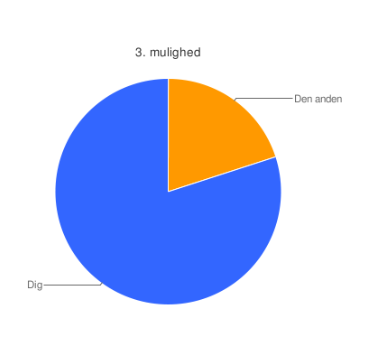 3. mulighed
Den anden
Dig